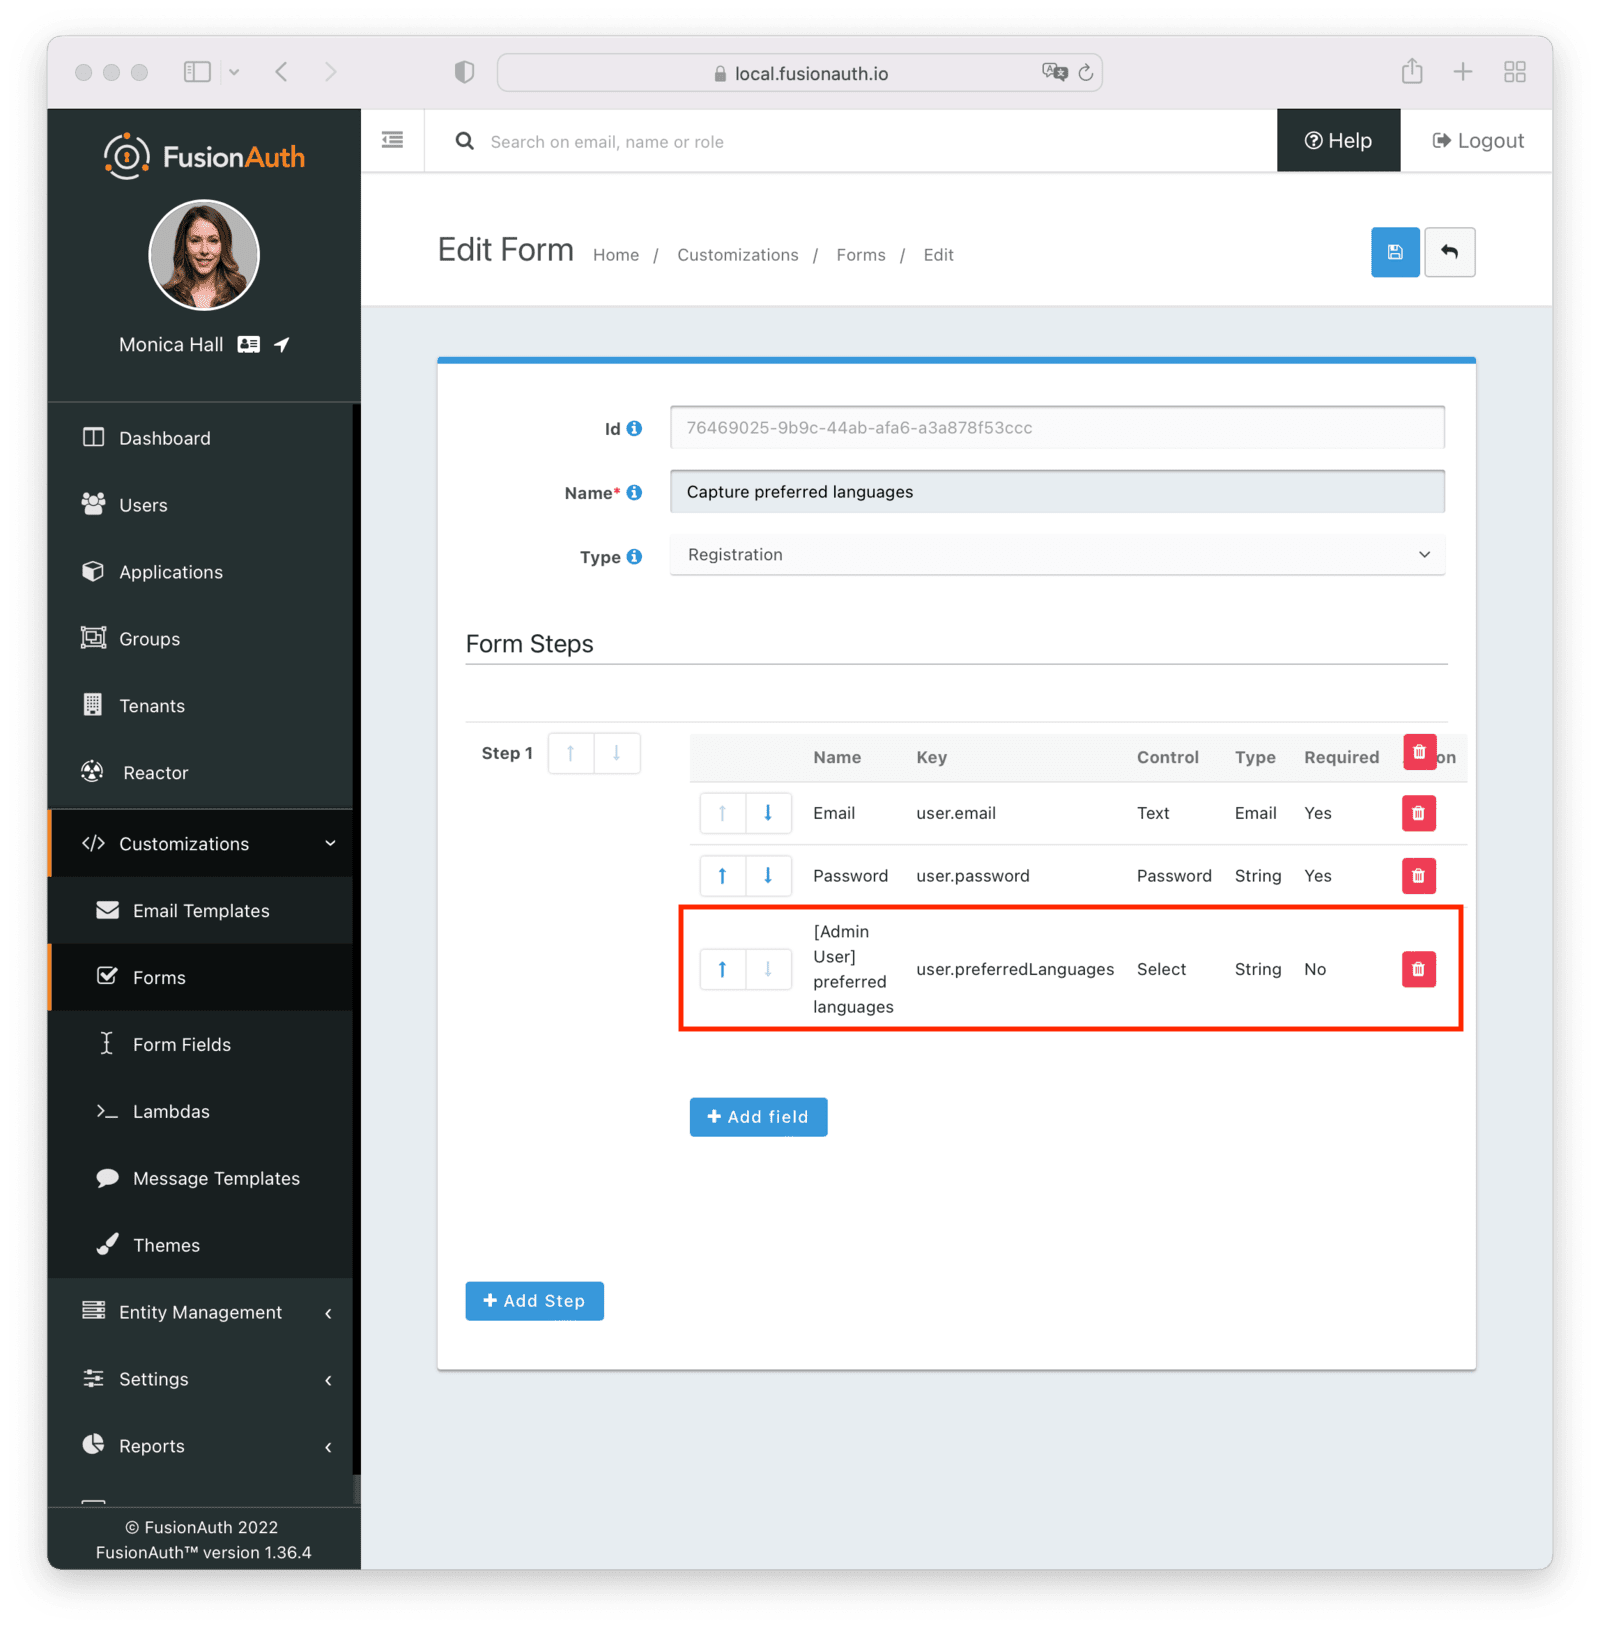 local.fusionauth.io
FusionAuth
Search on email, name or role
Help
Logout
Monica Hall
Edit Form
Home / Customizations / Forms / Edit
Dashboard
Users
Applications
Groups
Tenants
Reactor
Customizations
Email Templates
Forms
Form Fields
Lambdas
Message Templates
Themes
Entity Management
Settings
Reports
© FusionAuth 2022
FusionAuth™ version 1.36.4
Id
76469025-9b9c-44ab-afa6-a3a878f53ccc
Name*
Capture preferred languages
Type
Registration
Form Steps
Step 1
Name Key Control Type Required
Email user.email Text Email Yes
Password user.password Password String Yes
[Admin
User]
preferred
languages
user.preferredLanguages Select String No
Add field
Add Step